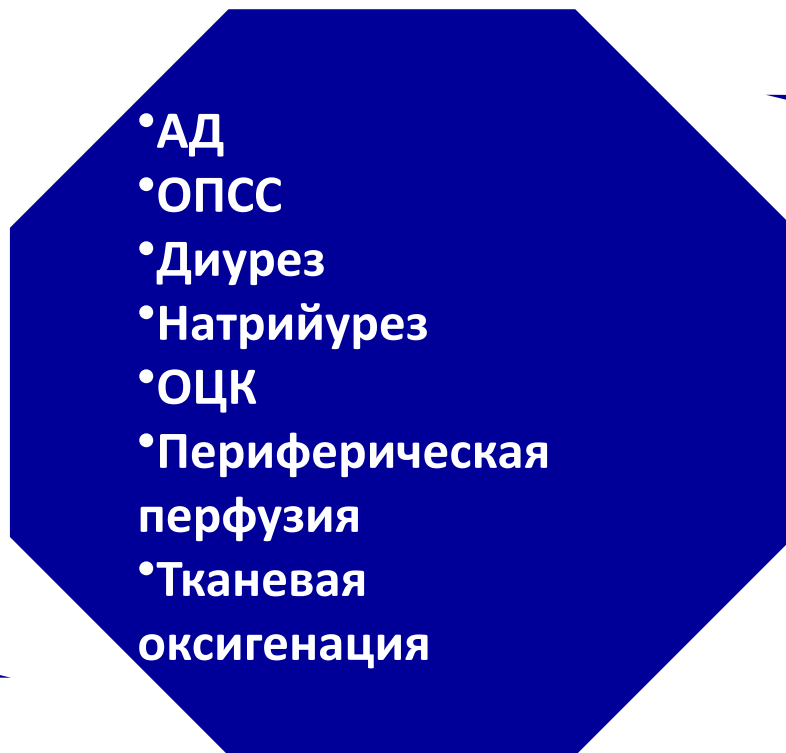 •АД
•ОПСС
•Диурез
•Натрийурез
•ОЦК
•Периферическая
перфузия
•Тканевая
оксигенация